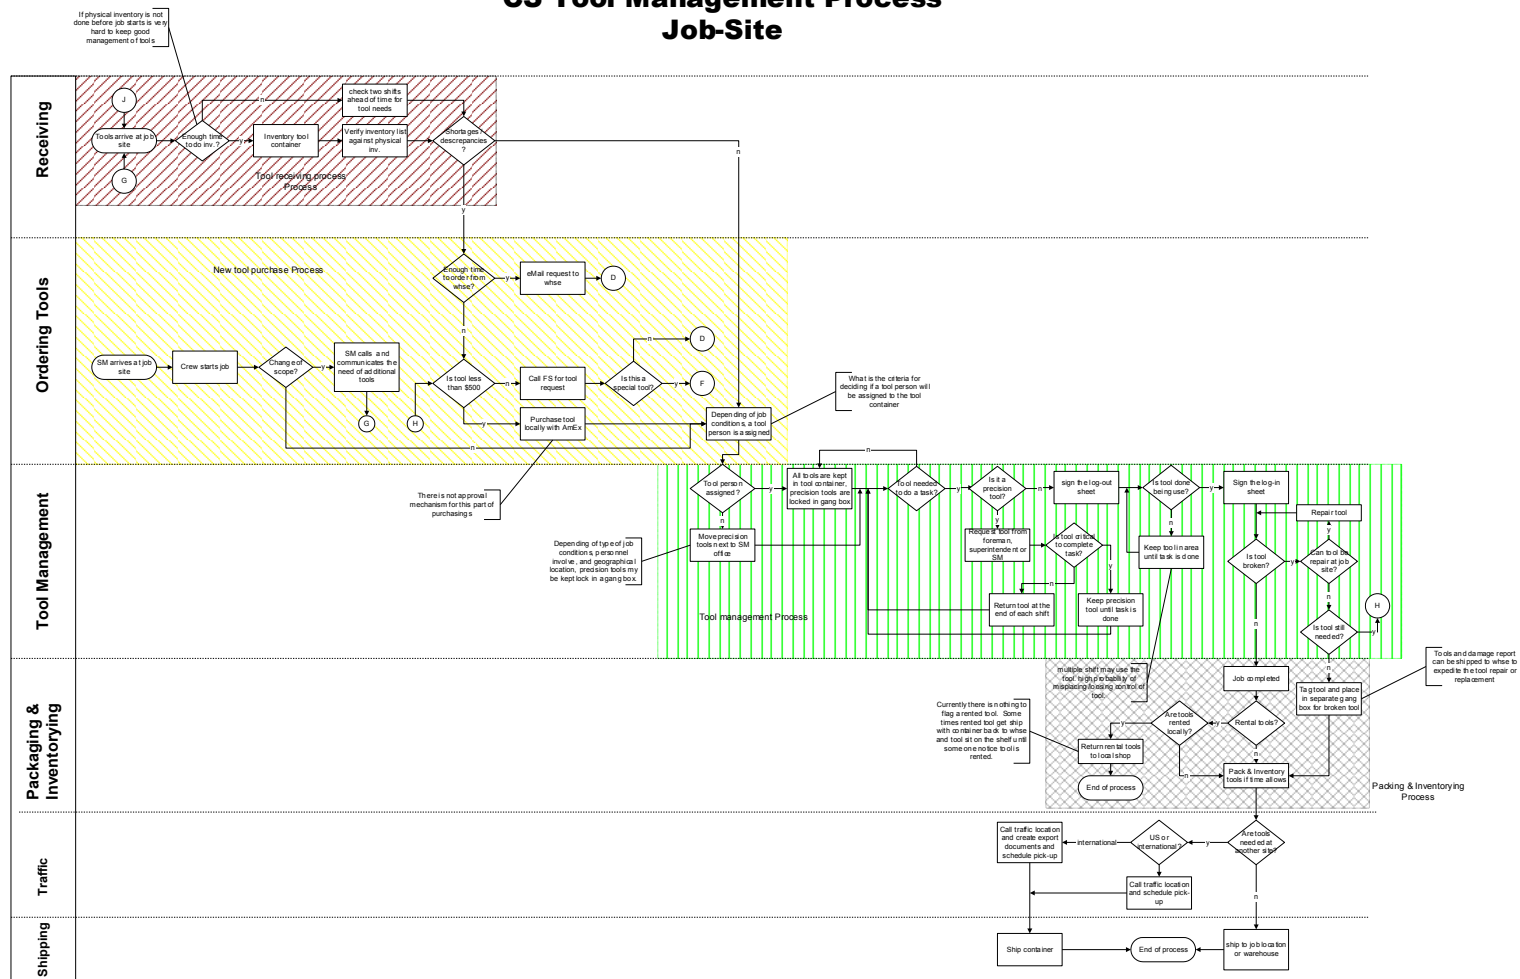 CS Tool Management Process
Job-Site
If physical inventory is not
done before job starts is very
hard to keep good
management of tools
Receiving
J
Tools arrive at job
site
G
Enough time
to do inv.?
n
y
check two shifts
ahead of time for
tool needs
Inventory tool
container
Verify inventory list
against physical
inv.
Shortages?
descrepancies
?
n
y
Tool receiving process
Process
Ordering Tools
New tool purchase Process
Enough time
to order from
whse?
y
eMail request to
whse
D
n
SM arrives at job
site
Crew starts job
Change of
scope?
y
SM calls and
communicates the
need of additional
tools
G
H
Is tool less
than $500
n
Call FS for tool
request
Is this a
special tool?
n
D
y
F
y
Purchase tool
locally with AmEx
n
Depending of job
conditions, a tool
person is assigned
What is the criteria for
deciding if a tool person will
be assigned to the tool
container
There is not approval
mechanism for this part of
purchasings
Tool Management
Tool person
assigned?
y
n
All tools are kept
in tool container,
precision tools are
locked in gang box
Move precision
tools next to SM
office
Depending of type of job
conditions, personnel
involve, and geographical
location, precision tools my
be kept lock in a gang box.
n
Tool needed
to do a task?
y
Is it a
precision
tool?
n
y
sign the log-out
sheet
Request tool from
foreman,
superintendent or
SM
Is tool critical
to complete
task?
n
y
Return tool at the
end of each shift
Keep precision
tool until task is
done
Is tool done
being use?
y
n
Keep tool in area
until task is done
Sign the log-in
sheet
Repair tool
y
Is tool
broken?
y
n
Can tool be
repair at job
site?
n
Is tool still
needed?
y
H
n
Tool management Process
Packaging &
Inventorying
multiple shift may use the
tool. high probability of
misplacing/loosing control of
tool.
Currently there is nothing to
flag a rented tool. Some
times rented tool get ship
with container back to whse
and tool sit on the shelf until
some one notice tool is
rented.
Job completed
Tag tool and place
in separate gang
box for broken tool
Tools and damage report
can be shipped to whse to
expedite the tool repair or
replacement
Rental tools?
y
n
Are tools
rented
locally?
y
n
Return rental tools
to local shop
End of process
Pack & Inventory
tools if time allows
Packing & Inventorying
Process
Traffic
Are tools
needed at
another site?
y
n
US or
international?
international
Call traffic location
and create export
documents and
schedule pick-up
Call traffic location
and schedule pick-
up
Shipping
Ship container
End of process
ship to job location
or warehouse